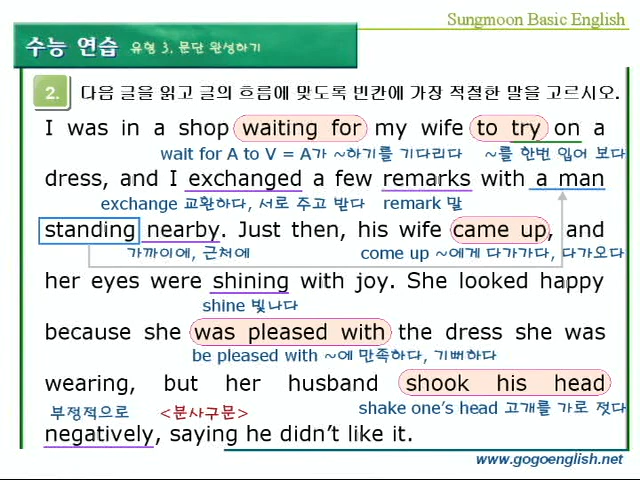 Sungmoon Basic English
수능 연습 유형 3. 문단 완성하기
2. 다음 글을 읽고 글의 흐름에 맞도록 빈칸에 가장 적절한 말을 고르시오.
I was in a shop waiting for my wife to try on a
wait for A to V = A가 ~하기를 기다리다 ~를 한번 입어 보다
dress, and I exchanged a few remarks with a man
exchange 교환하다, 서로 주고 받다 remark 말
standing nearby. Just then, his wife came up, and
가까이에, 근처에 come up ~에게 다가가다, 다가오다
her eyes were shining with joy. She looked happy
shine 빛나다
because she was pleased with the dress she was
be pleased with ~에 만족하다, 기뻐하다
wearing, but her husband shook his head
부정적으로 <분사구문> shake one's head 고개를 가로 젓다
negatively, saying he didn't like it.
www.gogoenglish.net